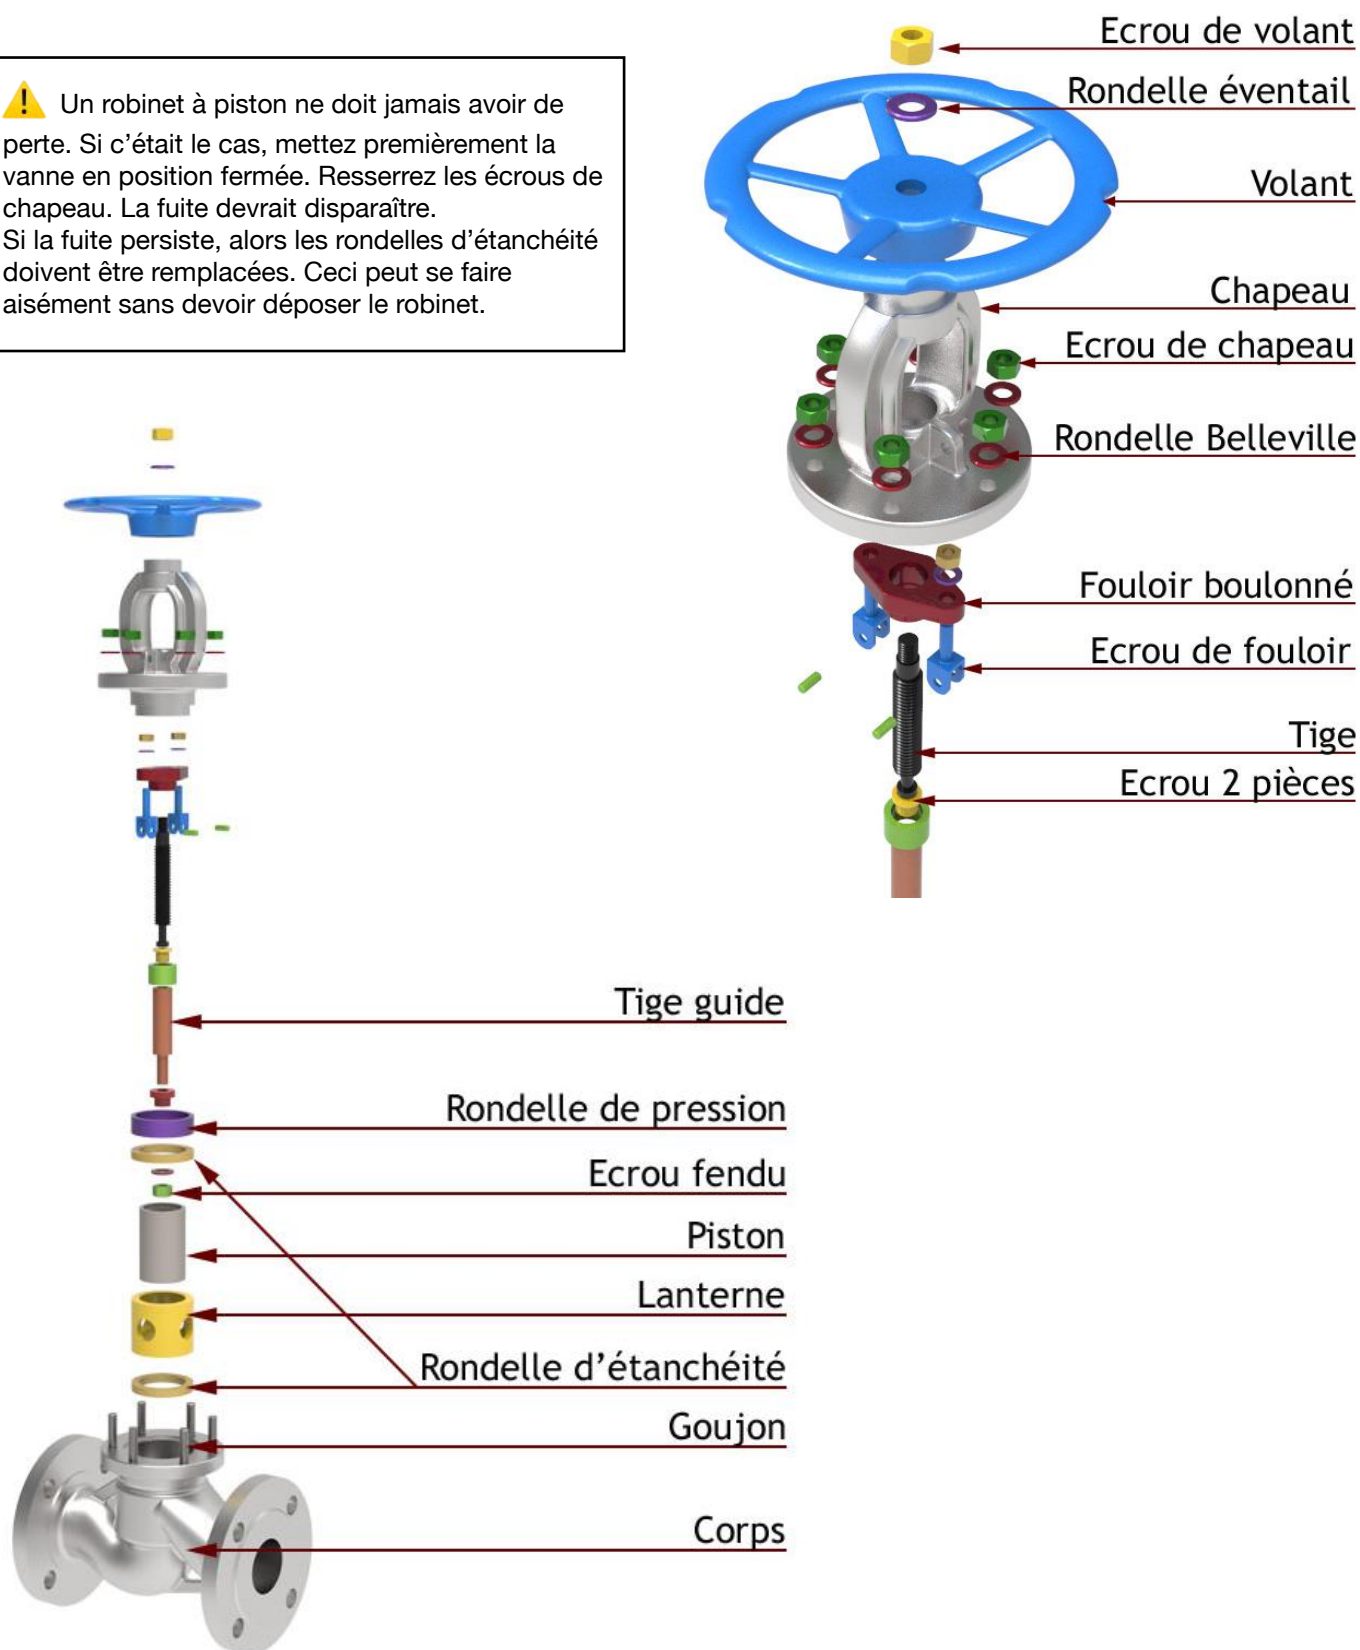 ⚠ Un robinet à piston ne doit jamais avoir de
perte. Si c’était le cas, mettez premièrement la
vanne en position fermée. Resserrez les écrous de
chapeau. La fuite devrait disparaître.
Si la fuite persiste, alors les rondelles d’étanchéité
doivent être remplacées. Ceci peut se faire
aisément sans devoir déposer le robinet.
Ecrou de volant
Rondelle éventail
Volant
Chapeau
Ecrou de chapeau
Rondelle Belleville
Fouloir boulonné
Ecrou de fouloir
Tige
Ecrou 2 pièces
Tige guide
Rondelle de pression
Ecrou fendu
Piston
Lanterne
Rondelle d’étanchéité
Goujon
Corps